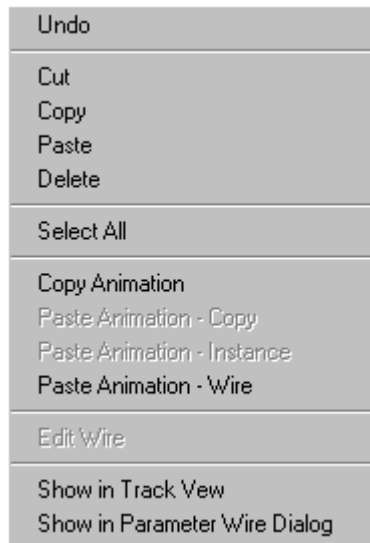 Undo
Cut
Copy
Paste
Delete
Select All
Copy Animation
Paste Animation - Copy
Paste Animation - Instance
Paste Animation - Wire
Edit Wire
Show in Track Vew
Show in Parameter Wire Dialog